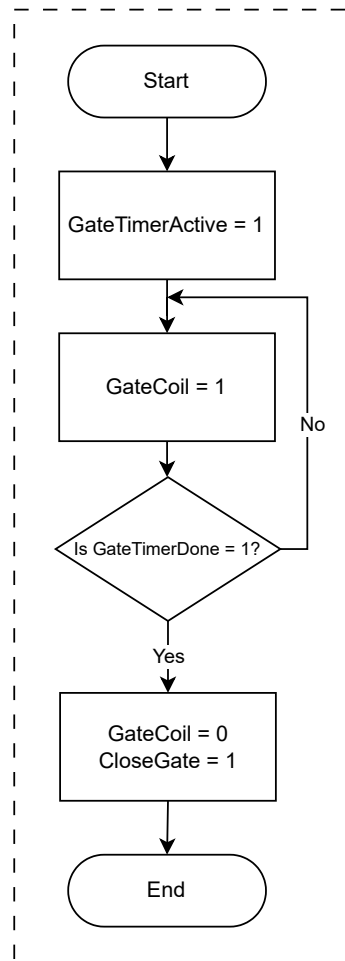 Start
GateTimerActive = 1
GateCoil = 1
No
Is GateTimerDone = 1?
Yes
GateCoil = 0
CloseGate = 1
End